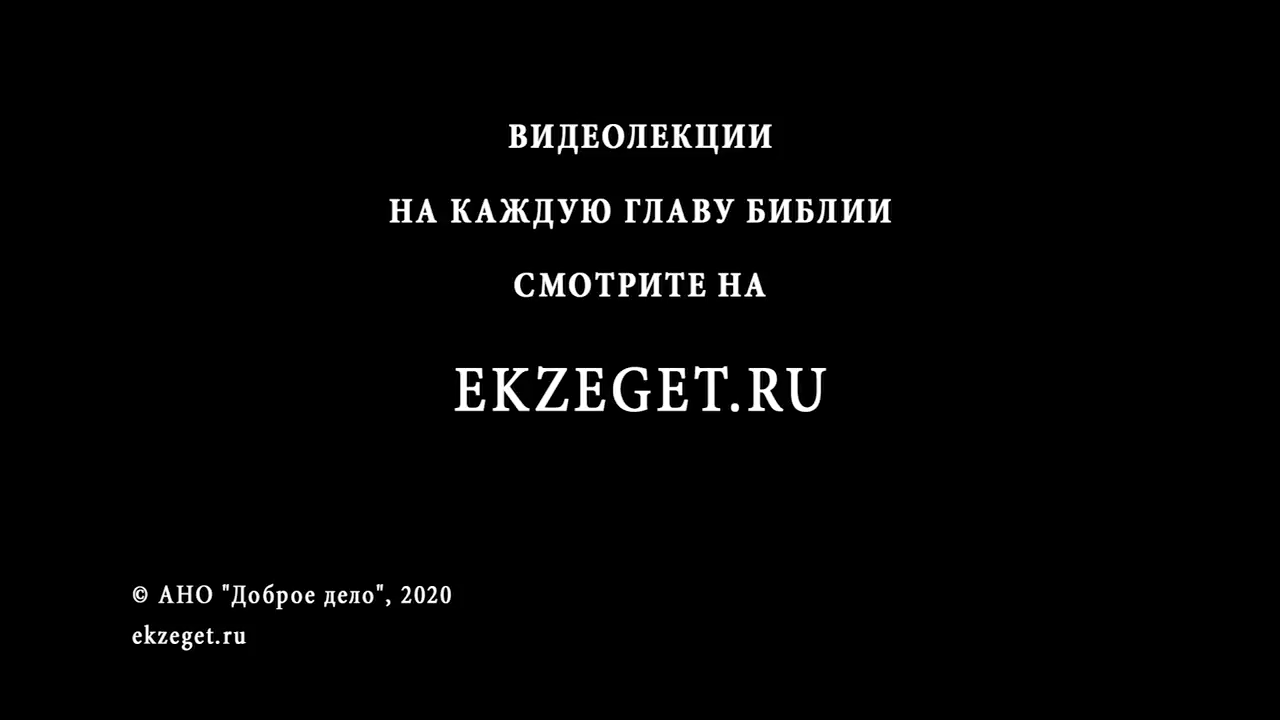 ВИДЕОЛЕКЦИИ
НА КАЖДУЮ ГЛАВУ БИБЛИИ
СМОТРИТЕ НА
EKZEGET.RU
© АНО "Доброе дело", 2020
ekzeget.ru